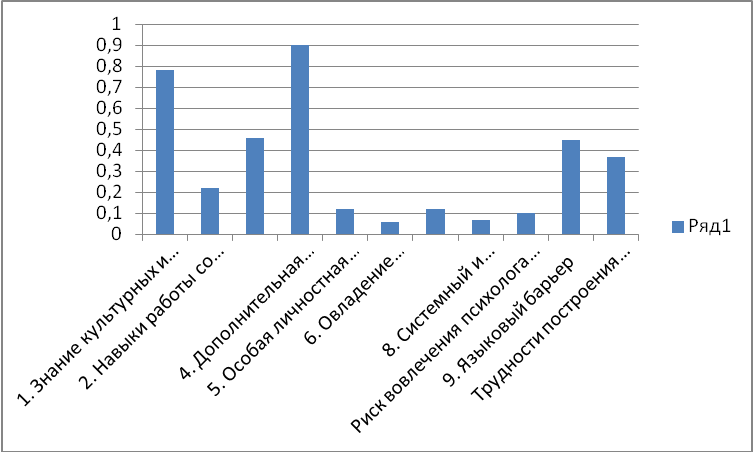 1
0,9
0,8
0,7
0,6
0,5
0,4
0,3
0,2
0,1
0
1. Знание культурных и…
2. Навыки работы со…
4. Дополнительная…
5. Особая личностная…
6. Овладение…
8. Системный и…
Риск вовлечения психолога…
9. Языковый барьер
Трудности построения…
Ряд1